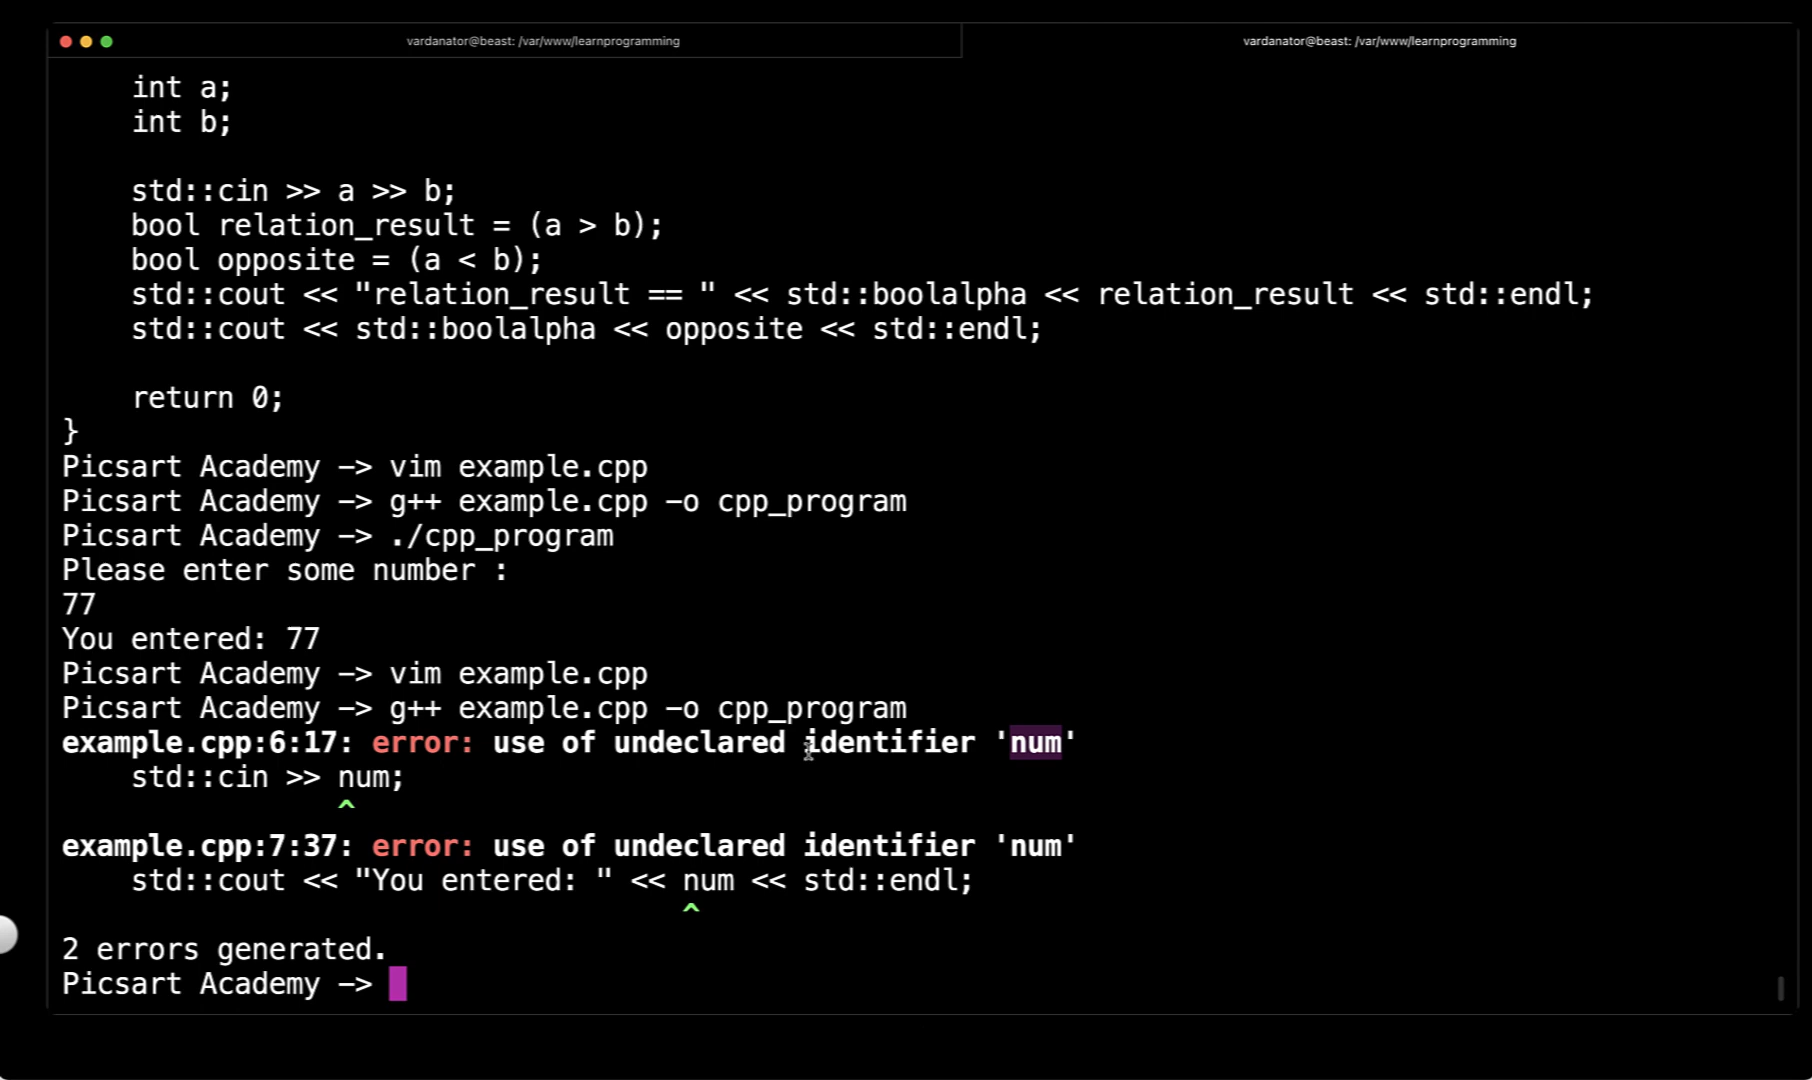 vardanator@beast: /var/www/learnprogramming
vardanator@beast: /var/www/learnprogramming
int a;
int b;
std::cin >> a >> b;
bool relation_result = (a > b);
bool opposite = (a < b);
std::cout << "relation_result == " << std::boolalpha << relation_result << std::endl;
std::cout << std::boolalpha << opposite << std::endl;
return 0;
}
Picsart Academy -> vim example.cpp
Picsart Academy -> g++ example.cpp -o cpp_program
Picsart Academy -> ./cpp_program
Please enter some number :
77
You entered: 77
Picsart Academy -> vim example.cpp
Picsart Academy -> g++ example.cpp -o cpp_program
example.cpp:6:17: error: use of undeclared identifier 'num'
std::cin >> num;
^
example.cpp:7:37: error: use of undeclared identifier 'num'
std::cout << "You entered: " << num << std::endl;
^
2 errors generated.
Picsart Academy ->